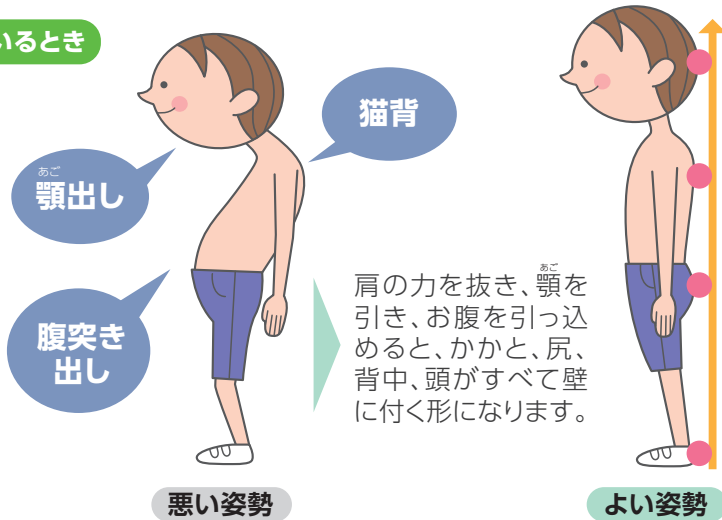 いるとき
猫背
あご
顎出し
腹突き
出し
あご
肩の力を抜き、顎を
引き、お腹を引っ込
めると、かかと、尻、
背中、頭がすべて壁
に付く形になります。
悪い姿勢
よい姿勢